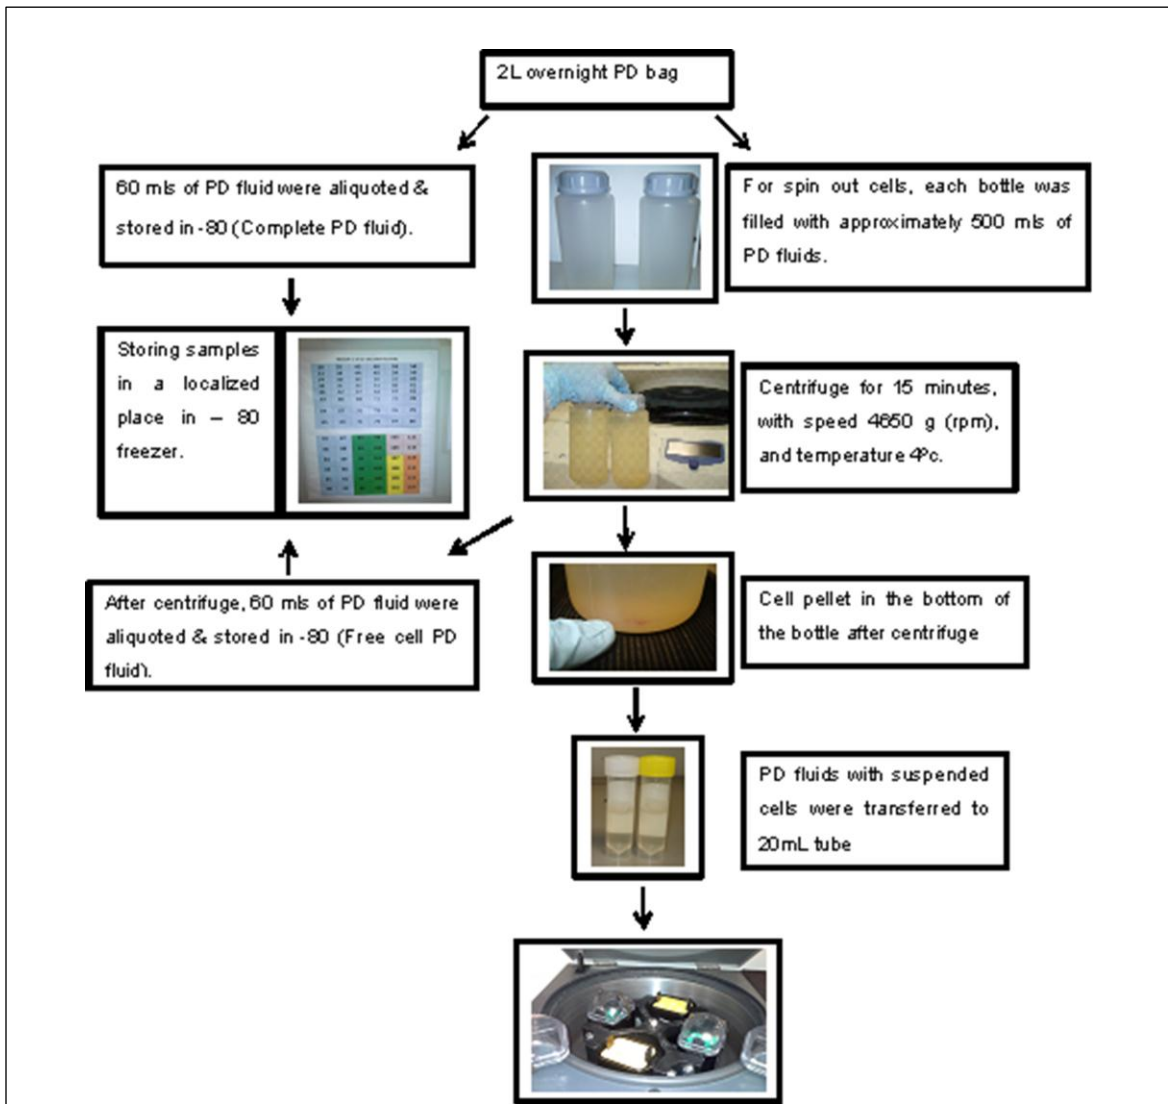 2L overnight PD bag
60 mls of PD fluid were aliquoted &
stored in -80 (Complete PD fluid).
For spin out cells, each bottle was
filled with approximately 500 mls of
PD fluids.
Storing samples
in a localized
place in – 80
freezer.
Centrifuge for 15 minutes,
with speed 4650 g (rpm),
and temperature 4ºc.
After centrifuge, 60 mls of PD fluid were
aliquoted & stored in -80 (Free cell PD
fluid).
Cell pellet in the bottom of
the bottle after centrifuge
PD fluids with suspended
cells were transferred to
20mL tube